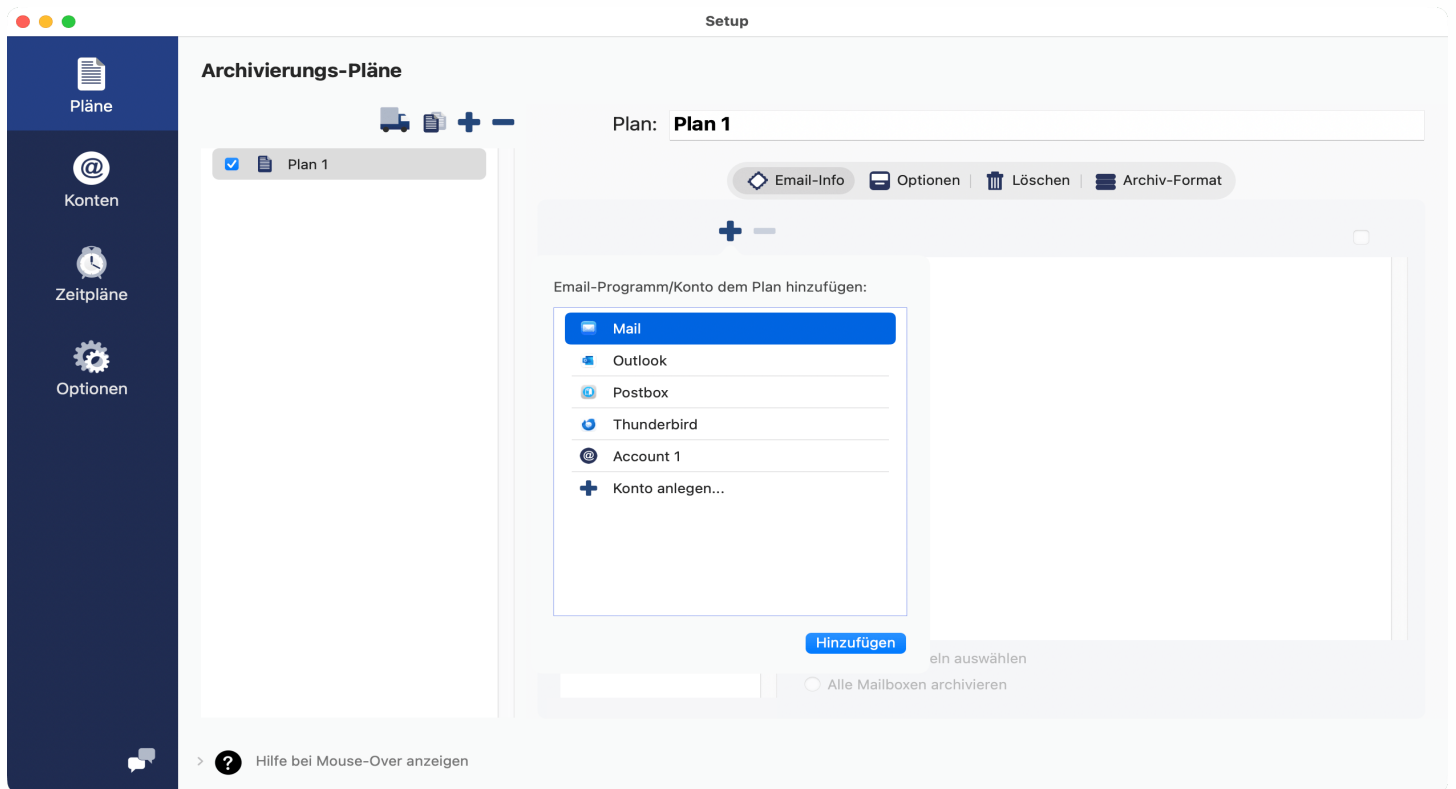 Setup
Pläne
Konten
Zeitpläne
Optionen
Archivierungs-Pläne
Plan 1
Plan: Plan 1
Email-Info Optionen Löschen Archiv-Format
Email-Programm/Konto dem Plan hinzufügen:
Mail
Outlook
Postbox
Thunderbird
@ Account 1
Konto anlegen...
Hinzufügen
eln auswählen
Alle Mailboxen archivieren
? Hilfe bei Mouse-Over anzeigen